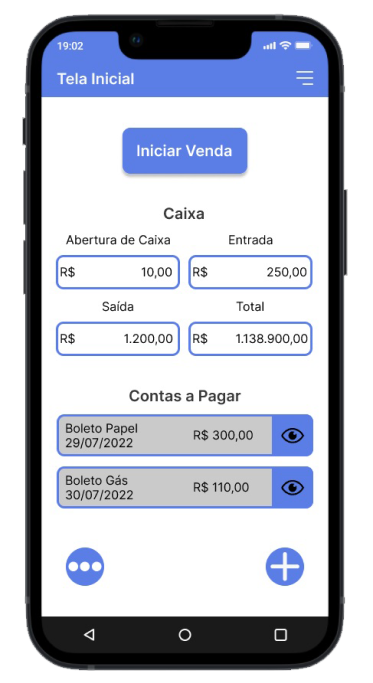 19:02
Tela Inicial
Iniciar Venda
Caixa
Abertura de Caixa Entrada
R$ 10,00 R$ 250,00
Saída Total
R$ 1.200,00 R$ 1.138.900,00
Contas a Pagar
Boleto Papel
29/07/2022 R$ 300,00
Boleto Gás
30/07/2022 R$ 110,00